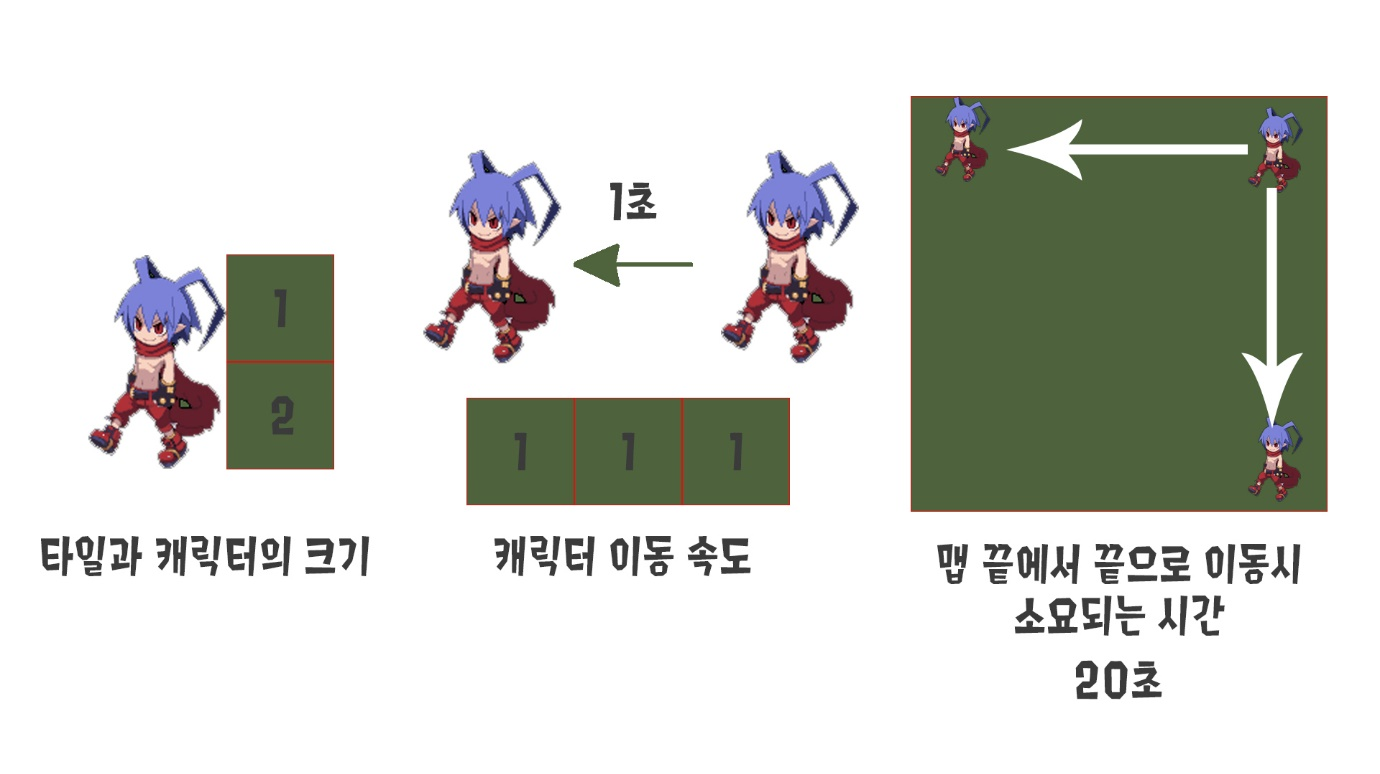 1
2
타일과 캐릭터의 크기
1초
1 1 1
캐릭터 이동 속도
맵 끝에서 끝으로 이동시
소요되는 시간
20초